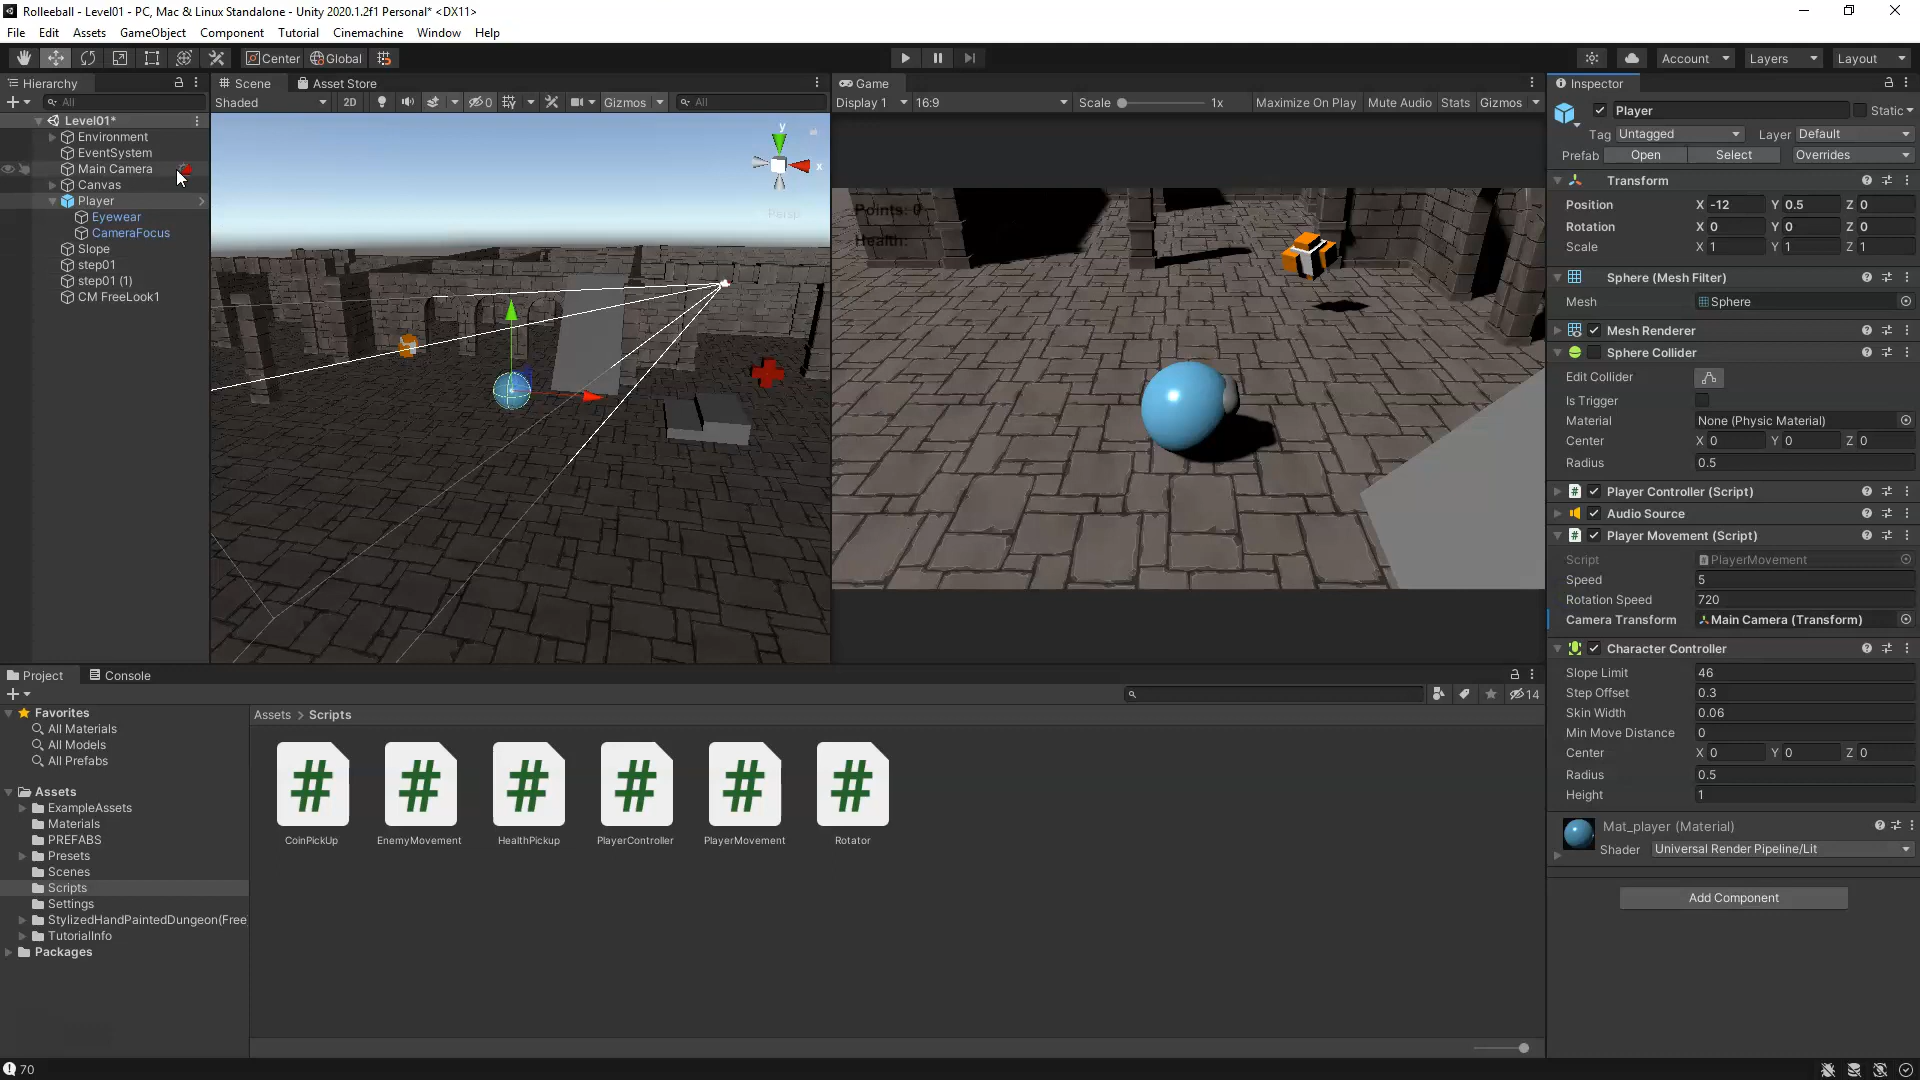 Rolleeball - Level01 - PC, Mac & Linux Standalone - Unity 2020.1.2f1 Personal* <DX11>
File Edit Assets GameObject Component Tutorial Cinemachine Window Help
Center Global Account Layers Layout
Hierarchy
All
Level01*
Environment
EventSystem
Main Camera
Canvas
Player
Eyewear
CameraFocus
Slope
step01
step01 (1)
CM FreeLook1
Scene Asset Store
Shaded 2D 0 Gizmos All
y
x
Persp
Game
Display 1 16:9 Scale 1x Maximize On Play Mute Audio Stats Gizmos
Points: 0
Health:
Inspector
Player Static
Tag Untagged Layer Default
Prefab Open Select Overrides
Transform
Position X -12 Y 0.5 Z 0
Rotation X 0 Y 0 Z 0
Scale X 1 Y 1 Z 1
Sphere (Mesh Filter)
Mesh Sphere
Mesh Renderer
Sphere Collider
Edit Collider
Is Trigger
Material None (Physic Material)
Center X 0 Y 0 Z 0
Radius 0.5
Player Controller (Script)
Audio Source
Player Movement (Script)
Script PlayerMovement
Speed 5
Rotation Speed 720
Camera Transform Main Camera (Transform)
Character Controller
Slope Limit 46
Step Offset 0.3
Skin Width 0.06
Min Move Distance 0
Center X 0 Y 0 Z 0
Radius 0.5
Height 1
Mat_player (Material)
Shader Universal Render Pipeline/Lit
Add Component
Project Console
14
Favorites
All Materials
All Models
All Prefabs
Assets
ExampleAssets
Materials
PREFABS
Presets
Scenes
Scripts
Settings
StylizedHandPaintedDungeon(Free
TutorialInfo
Packages
Assets > Scripts
CoinPickUp EnemyMovement HealthPickup PlayerController PlayerMovement Rotator
70